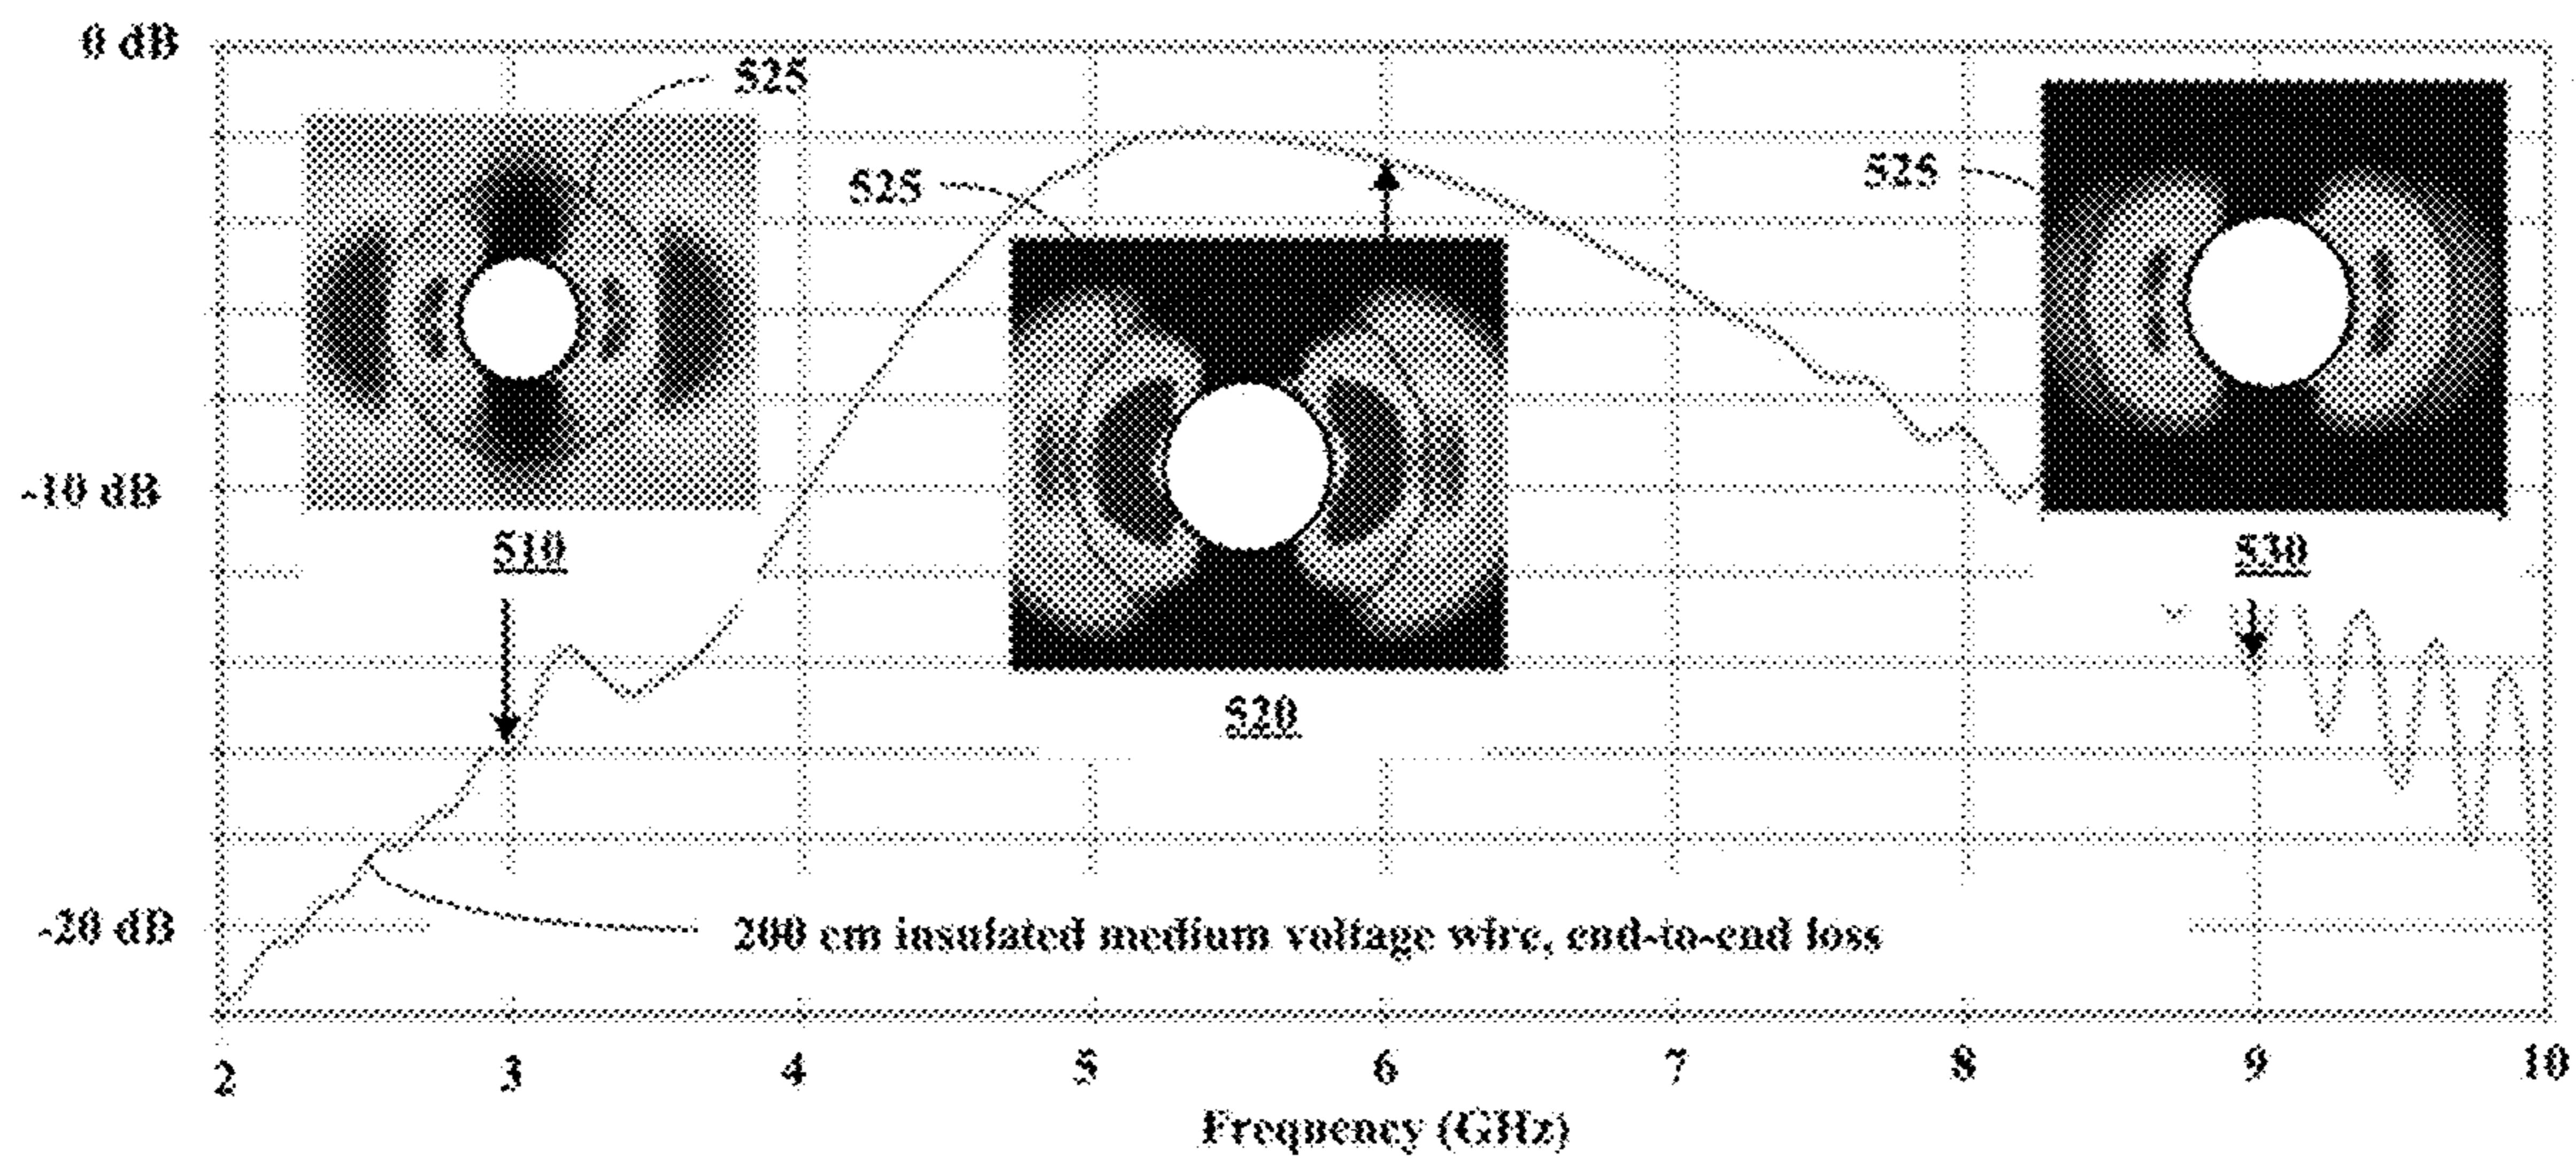 0 dB
525
525
525
-10 dB
510
530
520
-20 dB
200 cm insulated medium voltage wire, end-to-end loss
2 3 4 5 6 7 8 9 10
Frequency (GHz)